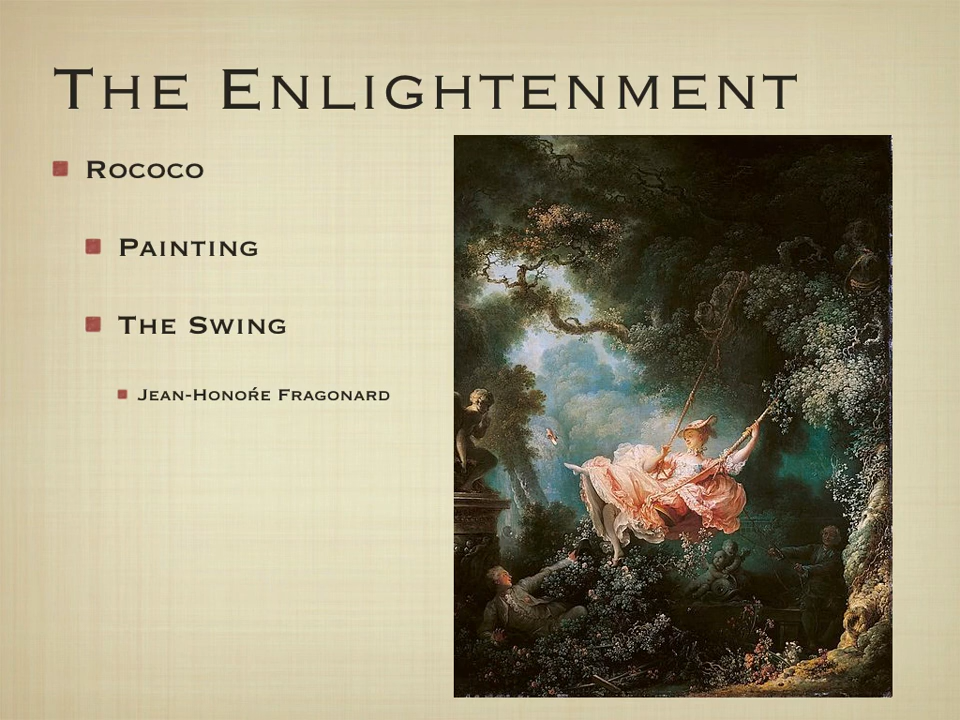 The Enlightenment
Rococo
Painting
The Swing
Jean-Honoŕe Fragonard